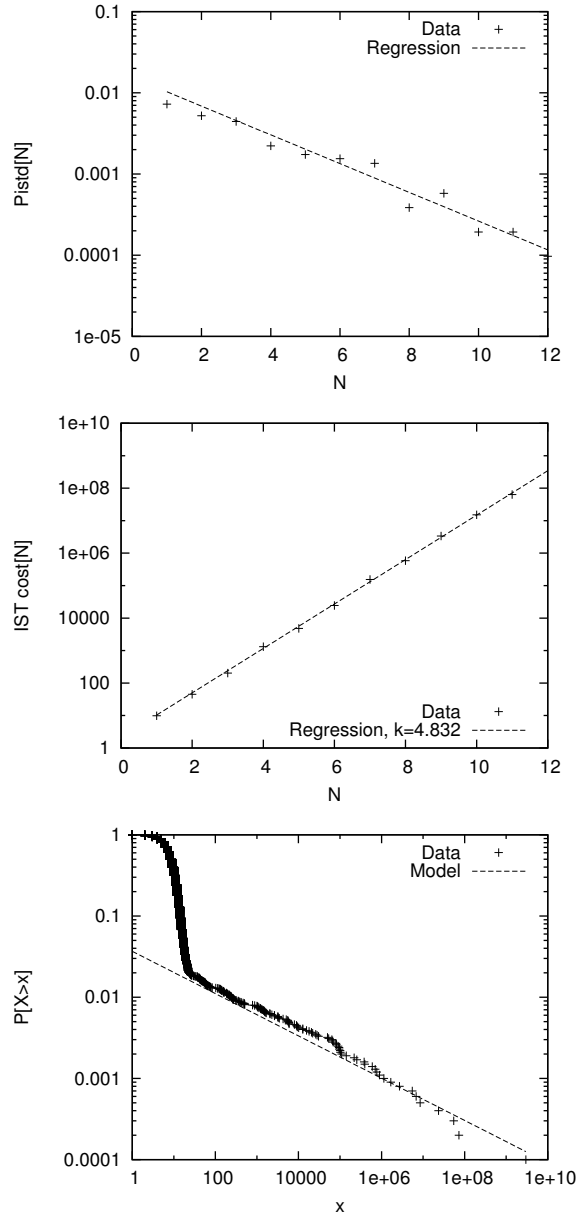 0.1
Data
Regression
0.01
Pistd[N]
0.001
0.0001
1e-05
0 2 4 6 8 10 12
N
1e+10
1e+08
1e+06
IST cost[N]
10000
100
Data
Regression, k=4.832
1
0 2 4 6 8 10 12
N
1
Data
Model
0.1
P[X>x]
0.01
0.001
0.0001
1 100 10000 1e+06 1e+08 1e+10
x